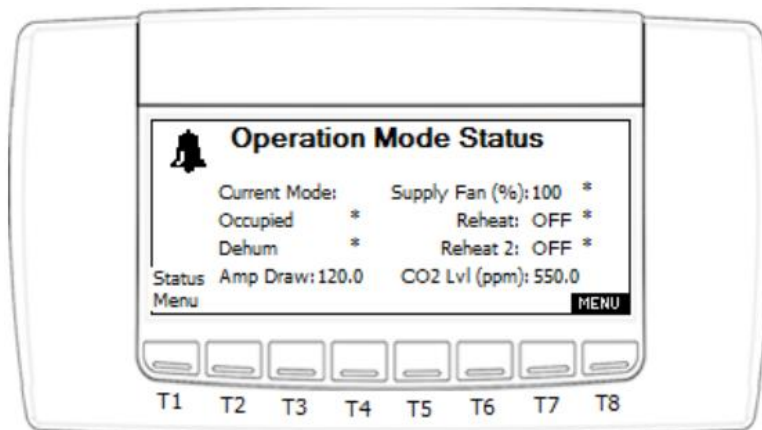 Operation Mode Status
Current Mode: Supply Fan (%): 100 *
Occupied * Reheat: OFF *
Dehum * Reheat 2: OFF *
Status Amp Draw: 120.0 CO2 Lvl (ppm): 550.0
Menu MENU
T1 T2 T3 T4 T5 T6 T7 T8